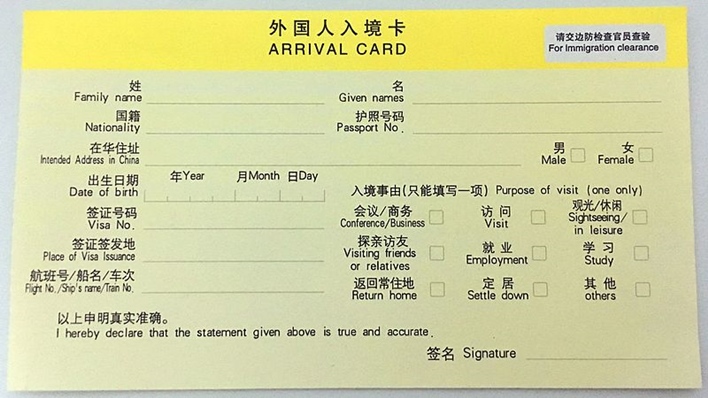 外国人入境卡
ARRIVAL CARD
请交边防检查官员查验
For Immigration clearance
姓 名
Family name Given names
国籍 护照号码
Nationality Passport No.
在华住址 男 女
Intended Address in China Male Female
出生日期 年Year 月Month 日Day
Date of birth
入境事由(只能填写一项) Purpose of visit (one only)
签证号码
Visa No.
会议/商务 访问 观光/休闲
Conference/Business Visit Sightseeing/
in leisure
签证签发地
Place of Visa Issuance
探亲访友 就业 学习
Visiting friends Employment Study
or relatives
航班号/船名/车次
Flight No./Ship's name/Train No.
返回常住地 定居 其他
Return home Settle down others
以上申明真实准确。
I hereby declare that the statement given above is true and accurate.
签名 Signature